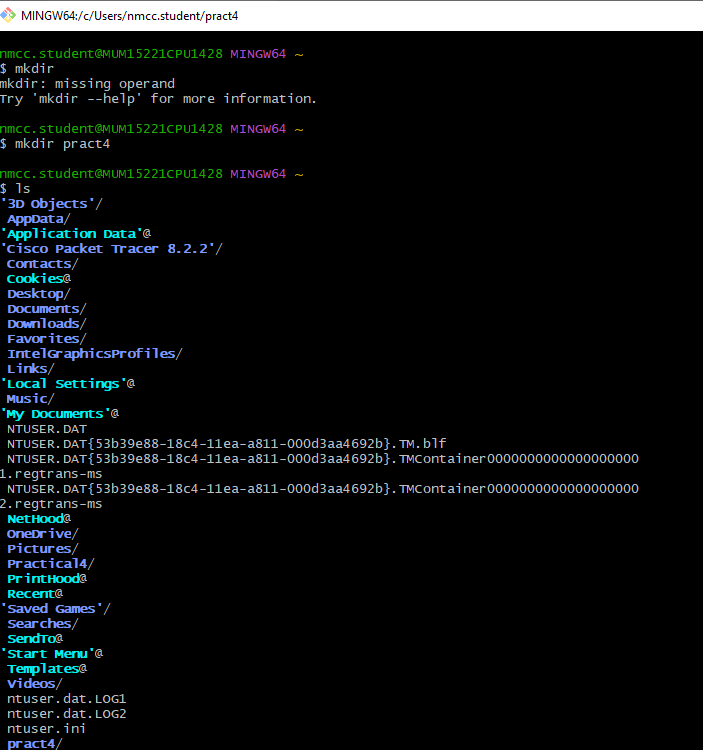 MINGW64:/c/Users/nmcc.student/pract4
nmcc.student@MUM15221CPU1428 MINGW64 ~
$ mkdir
mkdir: missing operand
Try 'mkdir --help' for more information.
nmcc.student@MUM15221CPU1428 MINGW64 ~
$ mkdir pract4
nmcc.student@MUM15221CPU1428 MINGW64 ~
$ ls
'3D Objects'/
AppData/
'Application Data'@
'Cisco Packet Tracer 8.2.2'/
Contacts/
Cookies@
Desktop/
Documents/
Downloads/
Favorites/
IntelGraphicsProfiles/
Links/
'Local Settings'@
Music/
'My Documents'@
NTUSER.DAT
NTUSER.DAT{53b39e88-18c4-11ea-a811-000d3aa4692b}.TM.blf
NTUSER.DAT{53b39e88-18c4-11ea-a811-000d3aa4692b}.TMContainer0000000000000000000
1.regtrans-ms
NTUSER.DAT{53b39e88-18c4-11ea-a811-000d3aa4692b}.TMContainer0000000000000000000
2.regtrans-ms
NetHood@
OneDrive/
Pictures/
Practical4/
PrintHood@
Recent@
'Saved Games'/
Searches/
SendTo@
'Start Menu'@
Templates@
Videos/
ntuser.dat.LOG1
ntuser.dat.LOG2
ntuser.ini
pract4/